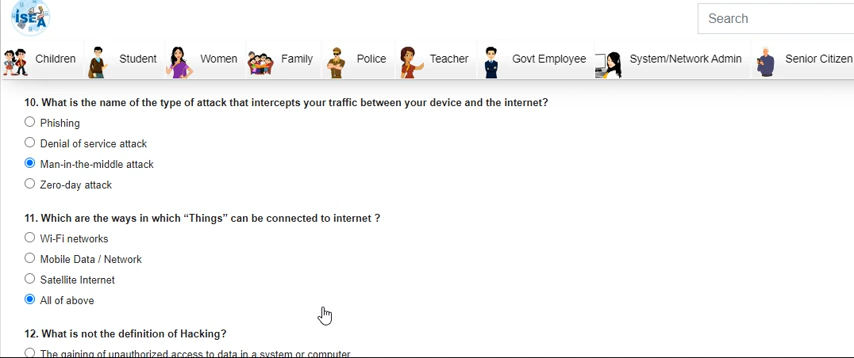 ISEA
Search
Children Student Women Family Police Teacher Govt Employee System/Network Admin Senior Citizen
10. What is the name of the type of attack that intercepts your traffic between your device and the internet?
Phishing
Denial of service attack
Man-in-the-middle attack
Zero-day attack
11. Which are the ways in which “Things” can be connected to internet ?
Wi-Fi networks
Mobile Data / Network
Satellite Internet
All of above
12. What is not the definition of Hacking?
The gaining of unauthorized access to data in a system or computer